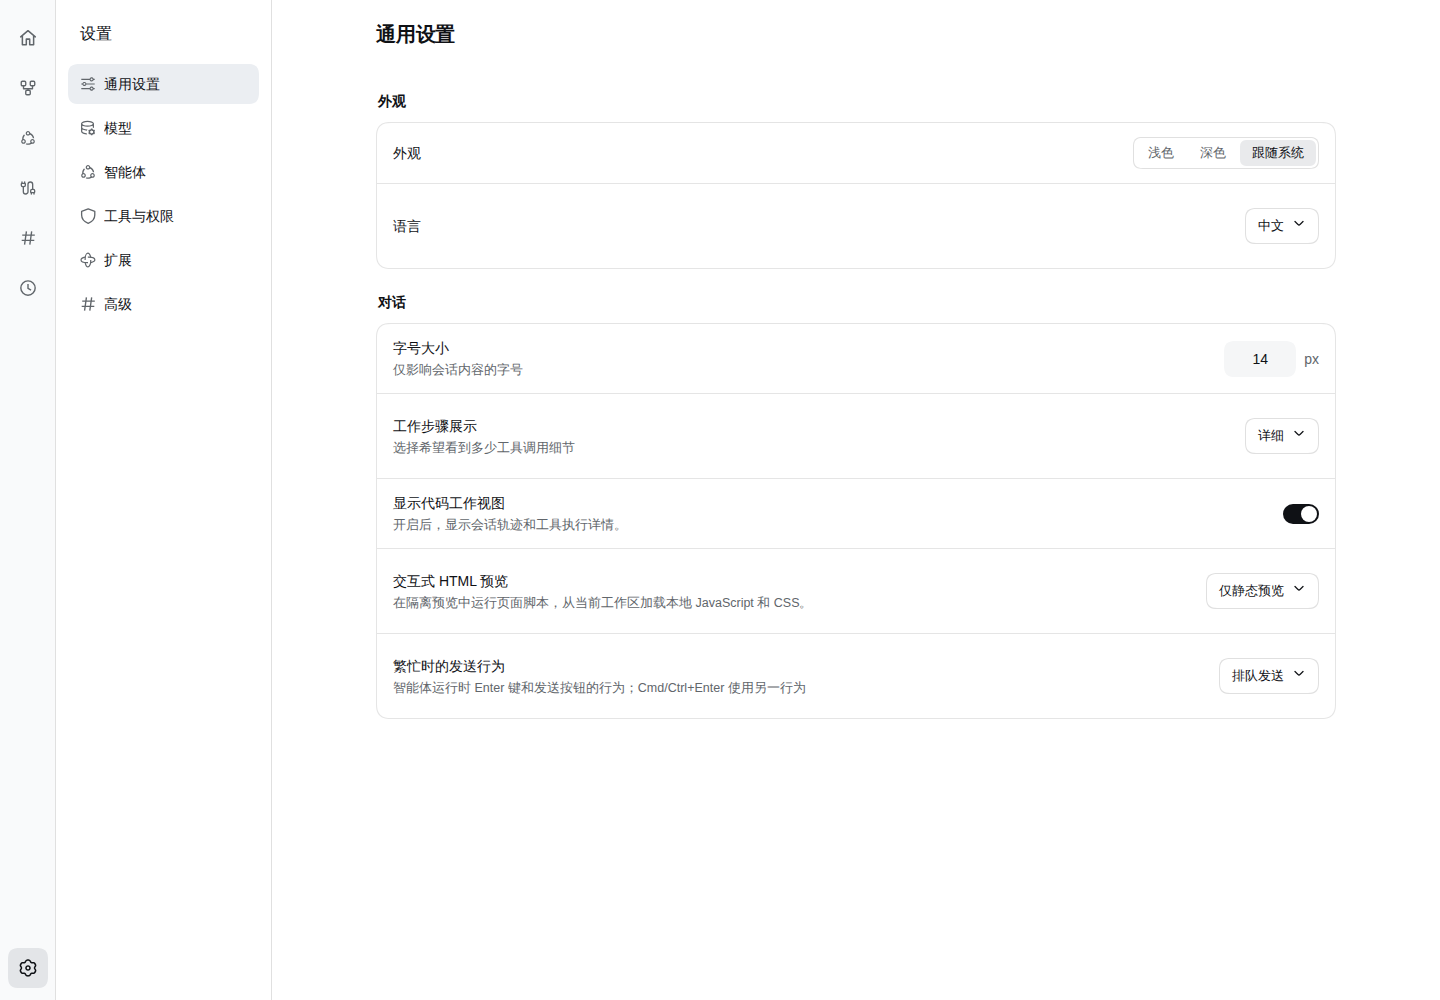 设置
通用设置
模型
智能体
工具与权限
扩展
高级
通用设置
外观
外观
浅色 深色 跟随系统
语言
中文
对话
字号大小
仅影响会话内容的字号
14 px
工作步骤展示
选择希望看到多少工具调用细节
详细
显示代码工作视图
开启后，显示会话轨迹和工具执行详情。
交互式 HTML 预览
在隔离预览中运行页面脚本，从当前工作区加载本地 JavaScript 和 CSS。
仅静态预览
繁忙时的发送行为
智能体运行时 Enter 键和发送按钮的行为；Cmd/Ctrl+Enter 使用另一行为
排队发送